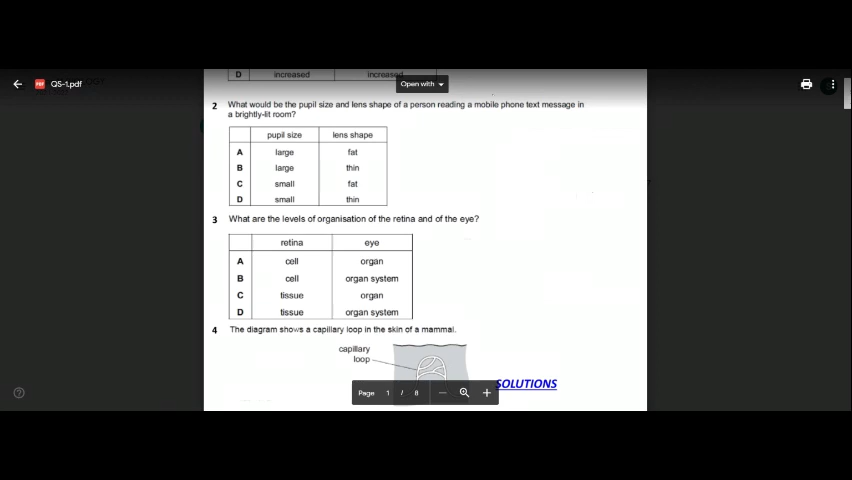 QS-1.pdf
Open with
D increased increased
2 What would be the pupil size and lens shape of a person reading a mobile phone text message in
a brightly-lit room?
pupil size lens shape
A large fat
B large thin
C small fat
D small thin
3 What are the levels of organisation of the retina and of the eye?
retina eye
A cell organ
B cell organ system
C tissue organ
D tissue organ system
4 The diagram shows a capillary loop in the skin of a mammal.
capillary
loop
SOLUTIONS
Page 1 / 8